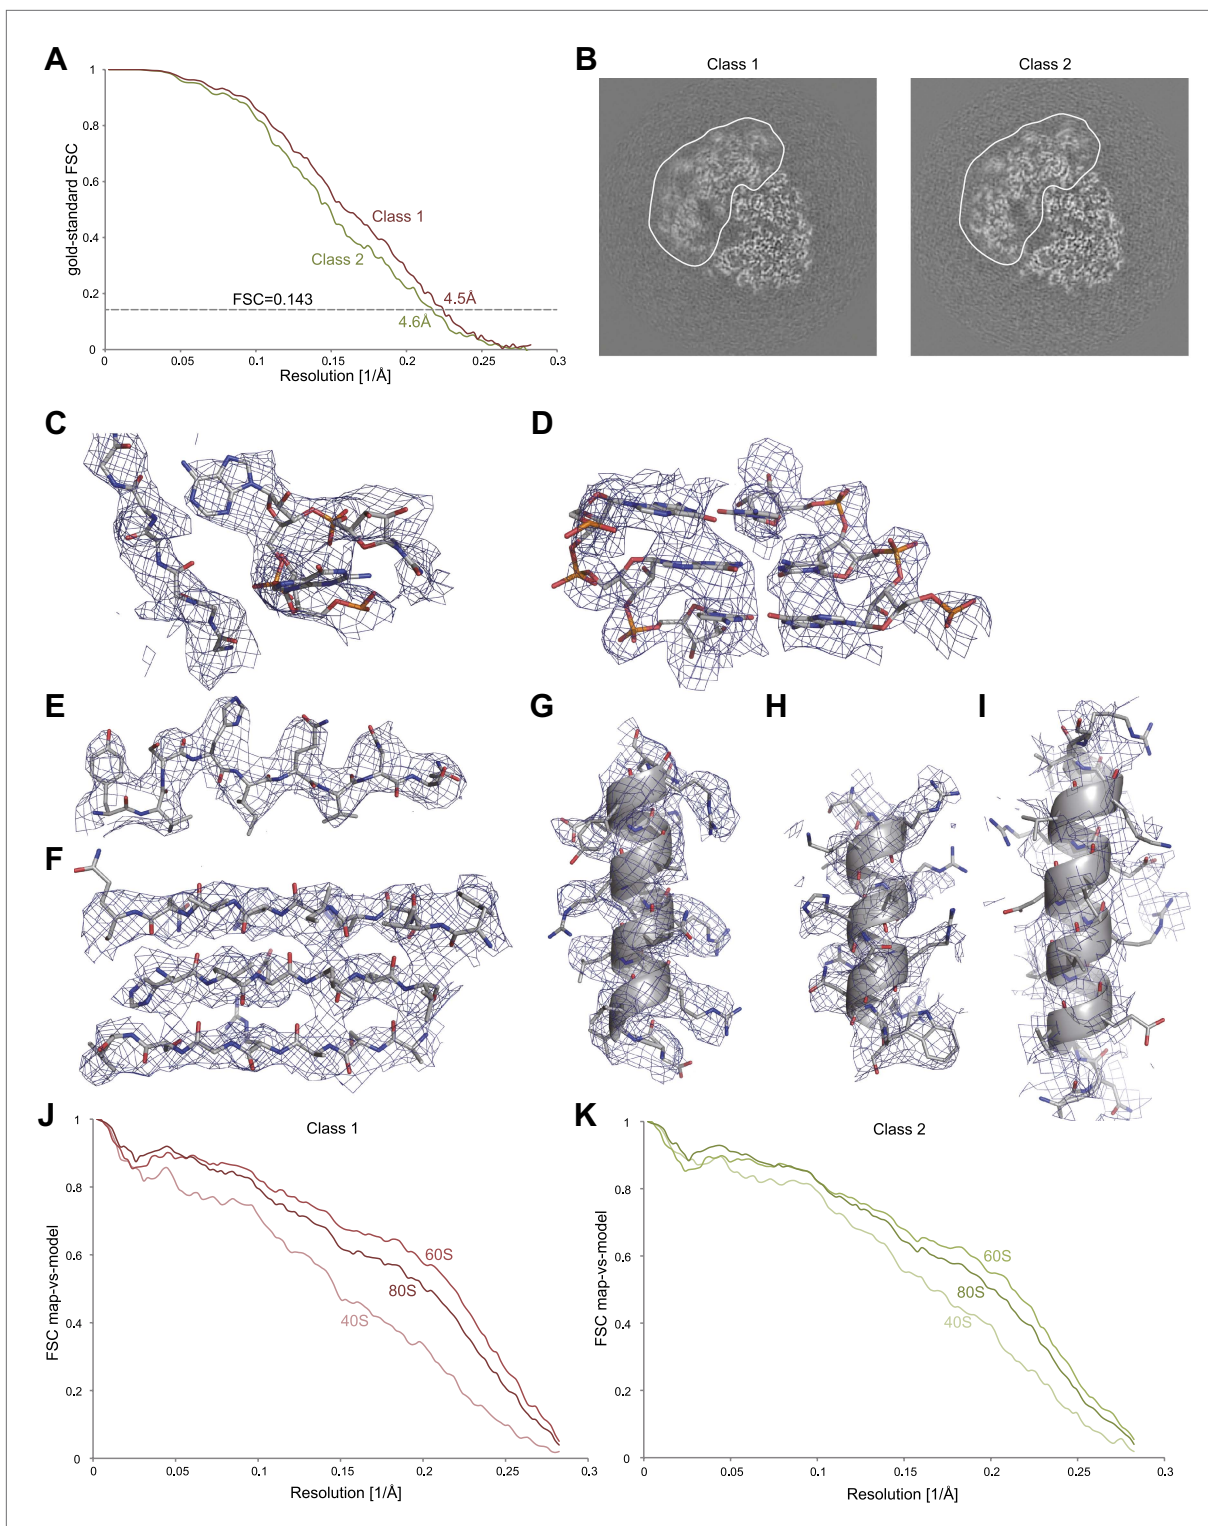 A
1
0.8
0.6
0.4
0.2
0
gold-standard FSC
Class 1
Class 2
FSC=0.143
4.5Å
4.6Å
0
0.05
0.1
0.15
0.2
0.25
0.3
Resolution [1/Å]
B
Class 1
Class 2
C
D
E
F
G
H
I
J
Class 1
1
0.8
0.6
0.4
0.2
0
FSC map-vs-model
60S
80S
40S
0
0.05
0.1
0.15
0.2
0.25
0.3
Resolution [1/Å]
K
Class 2
1
0.8
0.6
0.4
0.2
0
FSC map-vs-model
60S
80S
40S
0
0.05
0.1
0.15
0.2
0.25
0.3
Resolution [1/Å]